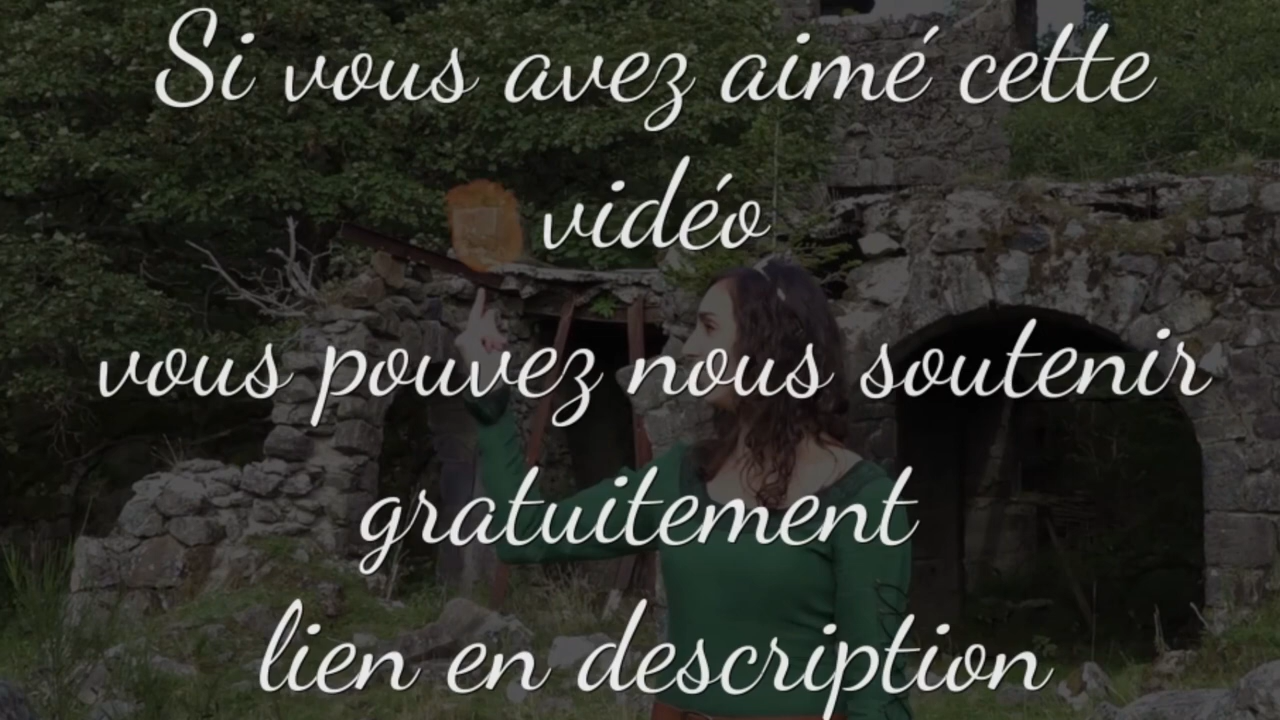 Si vous avez aimé cette
vidéo
vous pouvez nous soutenir
gratuitement
lien en description